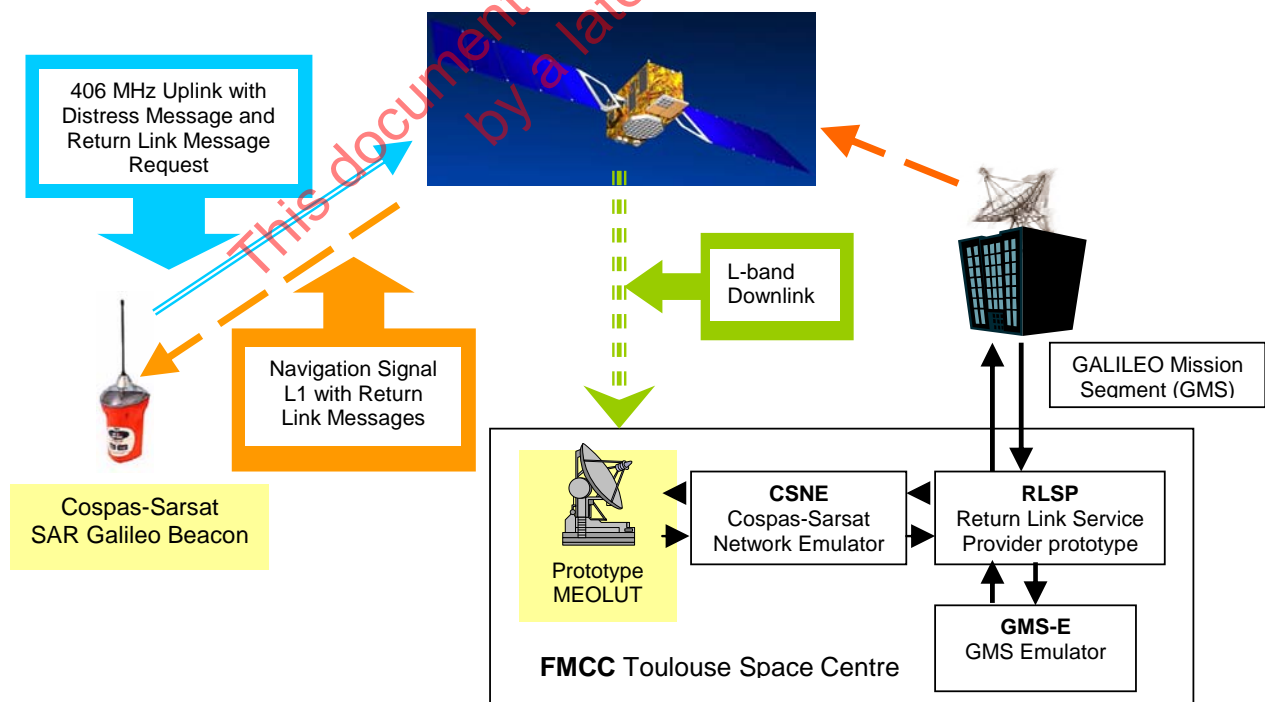 This document
by a late
406 MHz Uplink with
Distress Message and
Return Link Message
Request
L-band
Downlink
Navigation Signal
L1 with Return
Link Messages
GALILEO Mission
Segment (GMS)
Cospas-Sarsat
SAR Galileo Beacon
Prototype
MEOLUT
CSNE
Cospas-Sarsat
Network Emulator
RLSP
Return Link Service
Provider prototype
GMS-E
GMS Emulator
FMCC Toulouse Space Centre